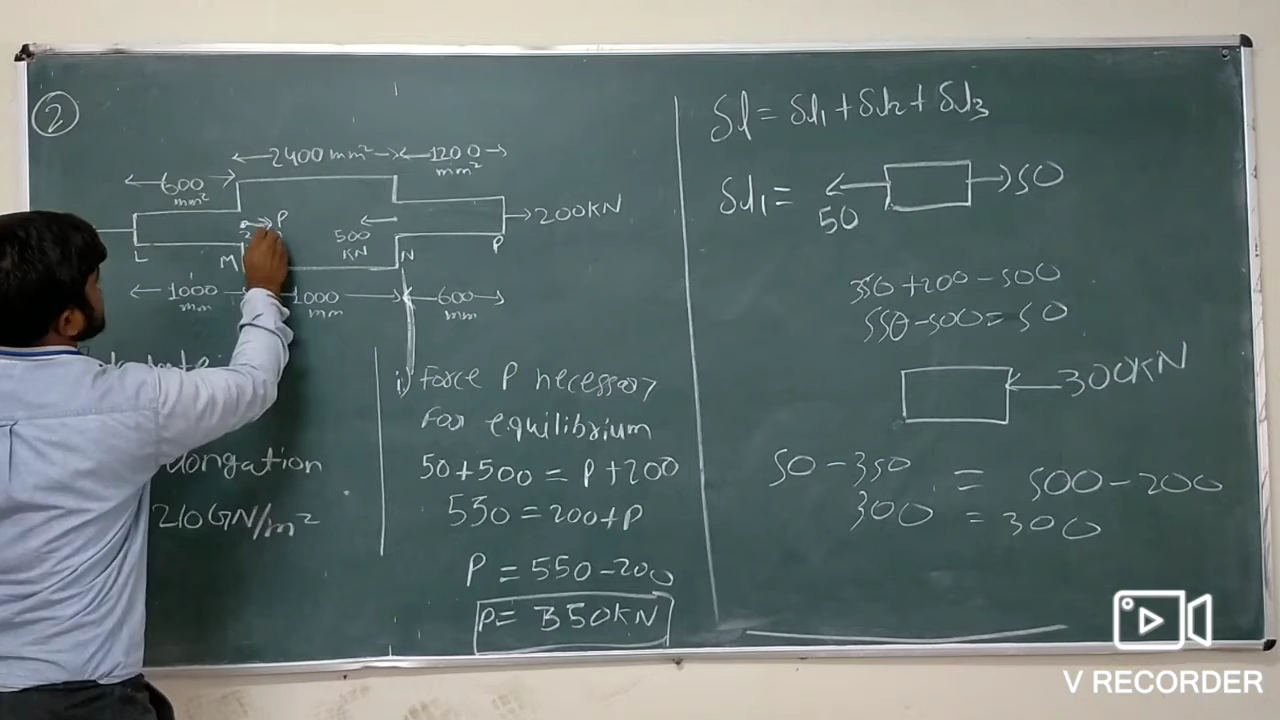 ②
2400 mm²
1200 mm²
600 mm²
P
200KN
500 KN
L
M
N
P
1000 mm
1000 mm
600 mm
longation
210GN/m²
i) Force P necessary
For equilibrium
50+500 = P+200
550 = 200+P
P = 550-200
P= 350KN
δl = δl₁ + δl₂ + δl₃
δl₁ =
50
50
350+200-500
550-500=50
300KN
50-350 = 500-200
300 = 300
V RECORDER